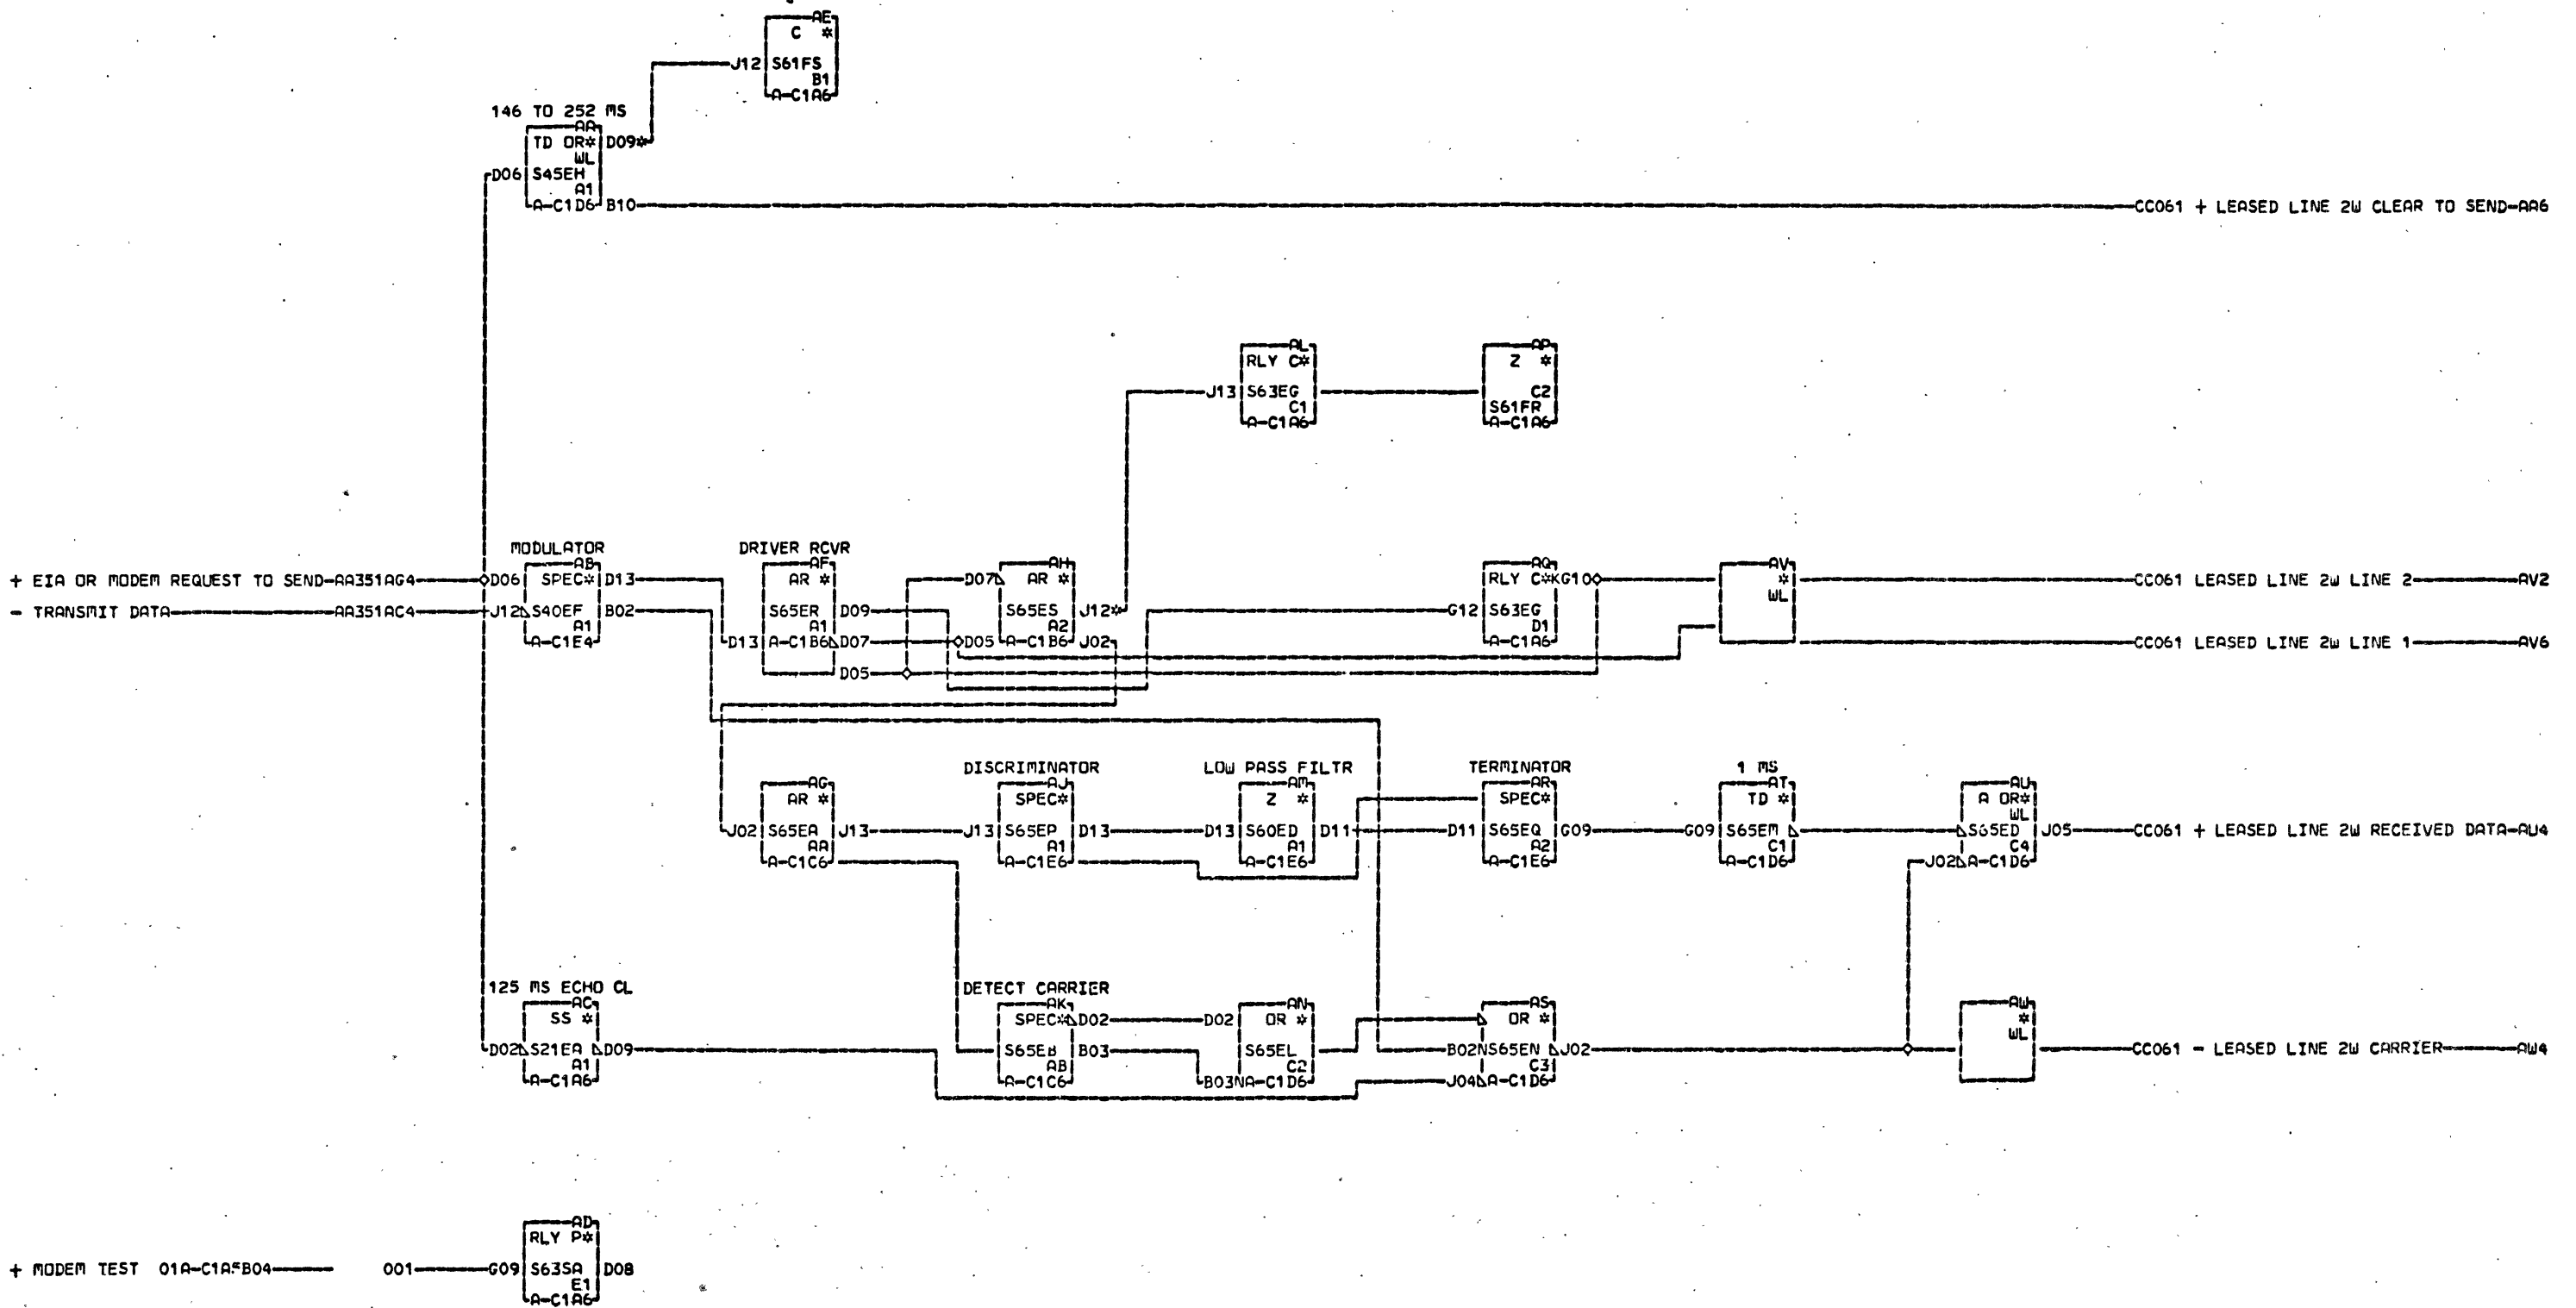 AE
C *
J12 S61FS
B1
A-C1A6
146 TO 252 MS
AA
TD OR* D09*
WL
D06 S45EH
A1
A-C1D6 B10 CC061 + LEASED LINE 2W CLEAR TO SEND-AA6
AL
RLY C*
J13 S63EG
C1
A-C1A6
AP
Z *
C2
S61FR
A-C1A6
MODULATOR
AB
+ EIA OR MODEM REQUEST TO SEND-AA351AG4 D06 SPEC* D13
- TRANSMIT DATA AA351AC4 J12 S40EF B02
A1
A-C1E4
DRIVER RCVR
AF
AR *
S65ER D09
A1
D13 A-C1B6 D07
D05
AH
D07 AR *
S65ES J12*
A2
D05 A-C1B6 J02
AQ
RLY C*KG10
G12 S63EG
D1
A-C1A6
AV
*
WL
CC061 LEASED LINE 2W LINE 2 AV2
CC061 LEASED LINE 2W LINE 1 AV6
AG
AR *
J02 S65EA J13
AA
A-C1C6
DISCRIMINATOR
AJ
SPEC*
J13 S65EP D13
A1
A-C1E6
LOW PASS FILTR
AM
Z *
D13 S60ED D11
A1
A-C1E6
TERMINATOR
AR
SPEC*
D11 S65EQ G09
A2
A-C1E6
1 MS
AT
TD *
G09 S65EM
C1
A-C1D6
AU
A OR*
WL
S65ED J05 CC061 + LEASED LINE 2W RECEIVED DATA-AU4
C4
J02 A-C1D6
125 MS ECHO CL
AC
SS *
D02 S21EA D09
A1
A-C1A6
DETECT CARRIER
AK
SPEC* D02
S65EB B03
AB
A-C1C6
AN
D02 OR *
S65EL
C2
B03NA-C1D6
AS
OR *
B02NS65EN J02
C3
J04 A-C1D6
AW
*
WL
CC061 - LEASED LINE 2W CARRIER AW4
AD
RLY P*
+ MODEM TEST 01A-C1A B04 001 G09 S63SA D08
E1
A-C1A6